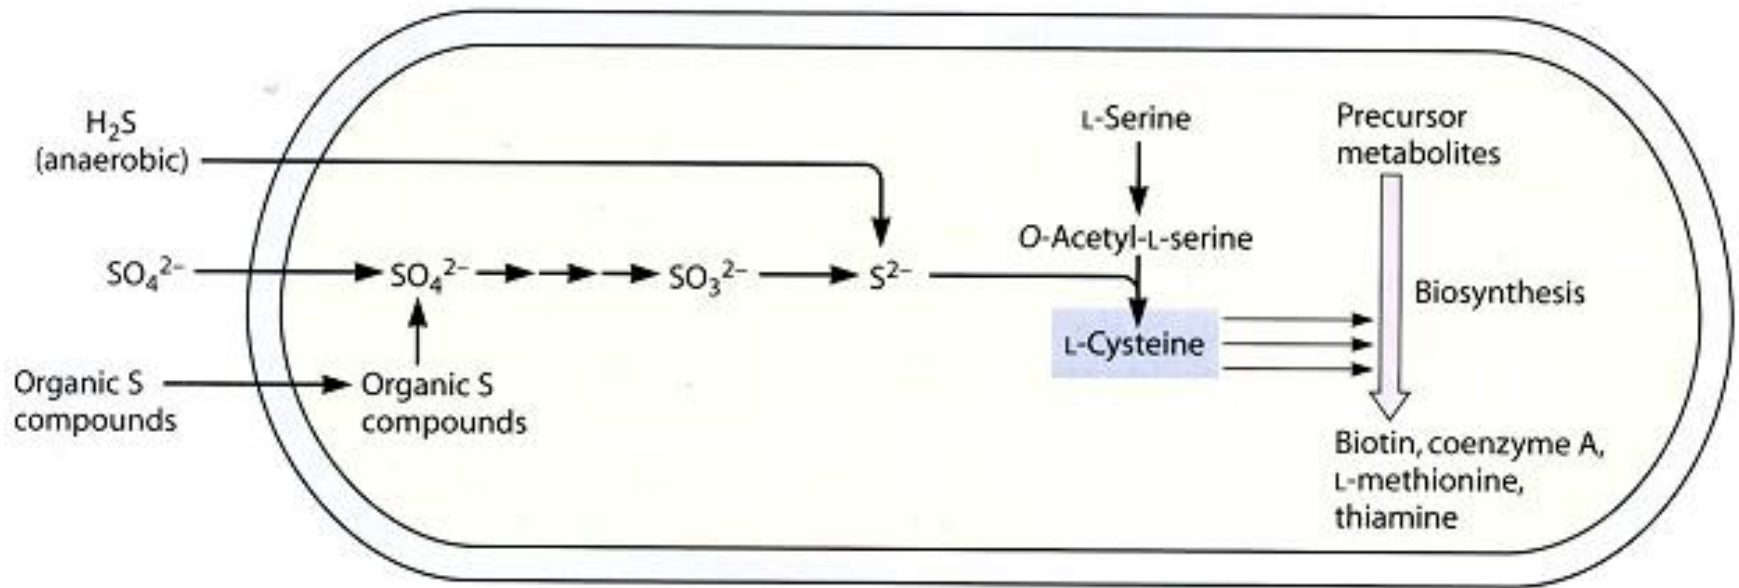 H₂S
(anaerobic)
SO₄²⁻
SO₄²⁻
SO₃²⁻
S²⁻
Organic S
compounds
Organic S
compounds
L-Serine
O-Acetyl-L-serine
L-Cysteine
Precursor
metabolites
Biosynthesis
Biotin, coenzyme A,
L-methionine,
thiamine